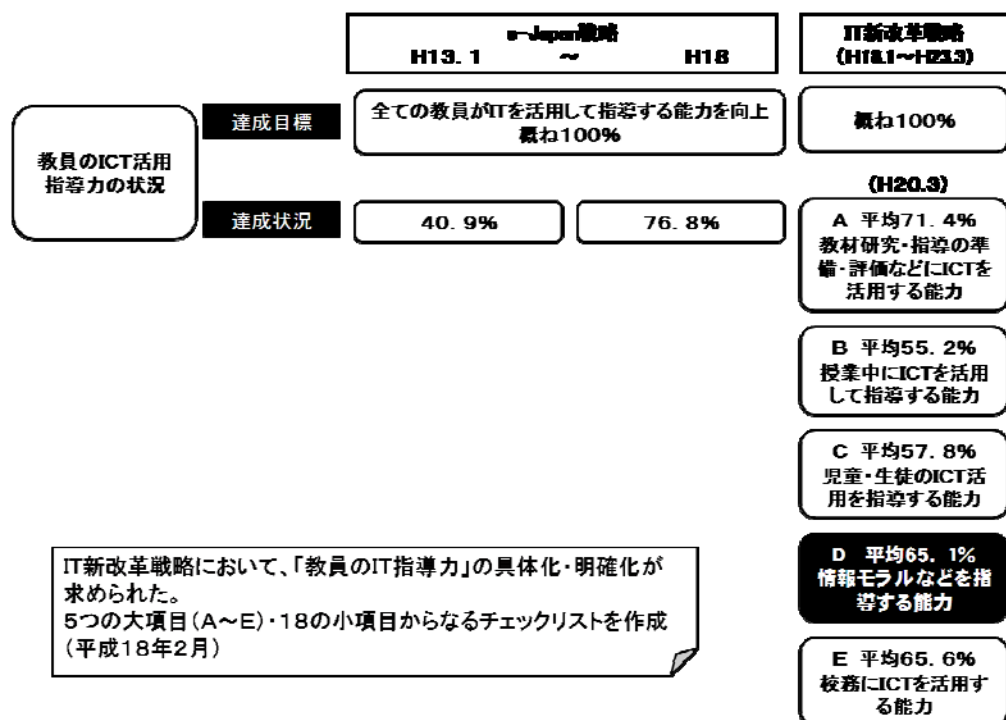 e-Japan戦略
H13.1 ～ H18
IT新改革戦略
(H18.1～H23.3)
教員のICT活用
指導力の状況
達成目標
全ての教員がITを活用して指導する能力を向上
概ね100%
概ね100%
達成状況
40.9%
76.8%
(H20.3)
A 平均71.4%
教材研究・指導の準
備・評価などにICTを
活用する能力
B 平均55.2%
授業中にICTを活用
して指導する能力
C 平均57.8%
児童・生徒のICT活
用を指導する能力
D 平均65.1%
情報モラルなどを指
導する能力
E 平均65.6%
校務にICTを活用す
る能力
IT新改革戦略において、「教員のIT指導力」の具体化・明確化が
求められた。
5つの大項目(A～E)・18の小項目からなるチェックリストを作成
(平成18年2月)